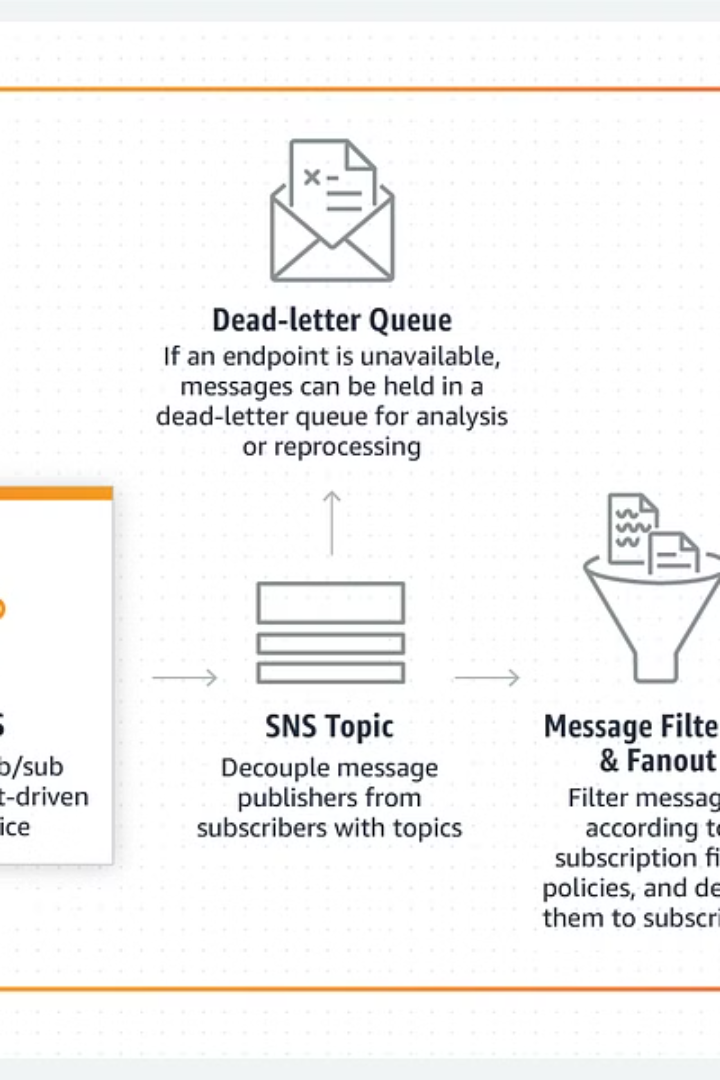 Dead-letter Queue
If an endpoint is unavailable,
messages can be held in a
dead-letter queue for analysis
or reprocessing
S
b/sub
t-driven
ice
SNS Topic
Decouple message
publishers from
subscribers with topics
Message Filte
& Fanout
Filter messag
according to
subscription fi
policies, and de
them to subscri